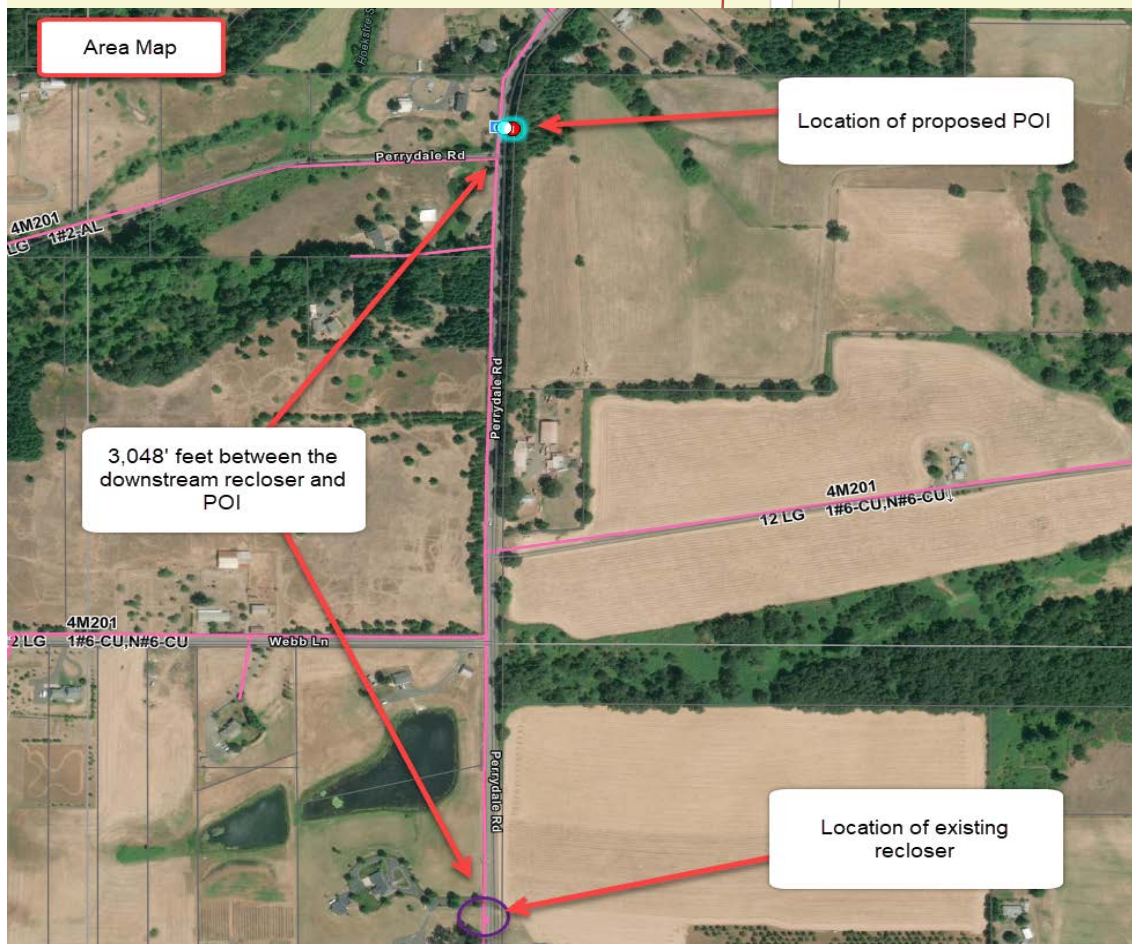 Area Map
Location of proposed POI
Perrydale Rd
4M201
LG 1#2-AL
Perrydale Rd
3,048' feet between the
downstream recloser and
POI
4M201
12 LG 1#6-CU,N#6-CU
4M201
2 LG 1#6-CU,N#6-CU
Webb Ln
Perrydale Rd
Location of existing
recloser